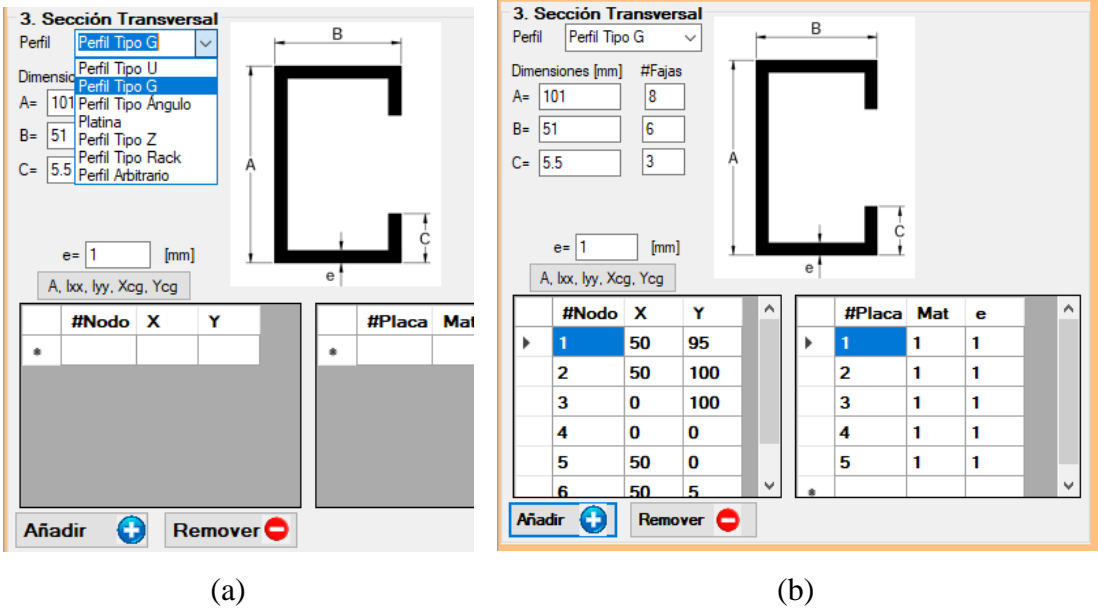 3. Sección Transversal
Perfil Perfil Tipo G
Perfil Tipo U
Perfil Tipo G
Perfil Tipo Ángulo
Platina
Perfil Tipo Z
Perfil Tipo Rack
Perfil Arbitrario
Dimensio
A= 101
B= 51
C= 5.5
B
A
C
e
e= 1 [mm]
A, Ixx, Iyy, Xcg, Ycg
#Nodo X Y
#Placa Mat
Añadir Remover
(a)
3. Sección Transversal
Perfil Perfil Tipo G
Dimensiones [mm] #Fajas
A= 101 8
B= 51 6
C= 5.5 3
B
A
C
e
e= 1 [mm]
A, Ixx, Iyy, Xcg, Ycg
#Nodo X Y
1 50 95
2 50 100
3 0 100
4 0 0
5 50 0
6 50 5
#Placa Mat e
1 1 1
2 1 1
3 1 1
4 1 1
5 1 1
Añadir Remover
(b)